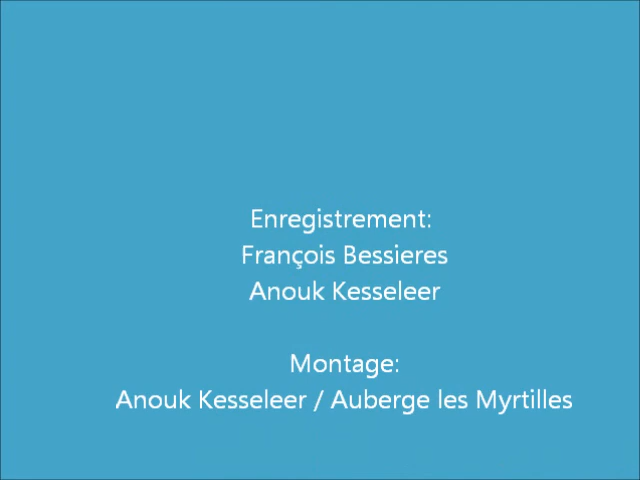 Enregistrement:
François Bessieres
Anouk Kesseleer
Montage:
Anouk Kesseleer / Auberge les Myrtilles